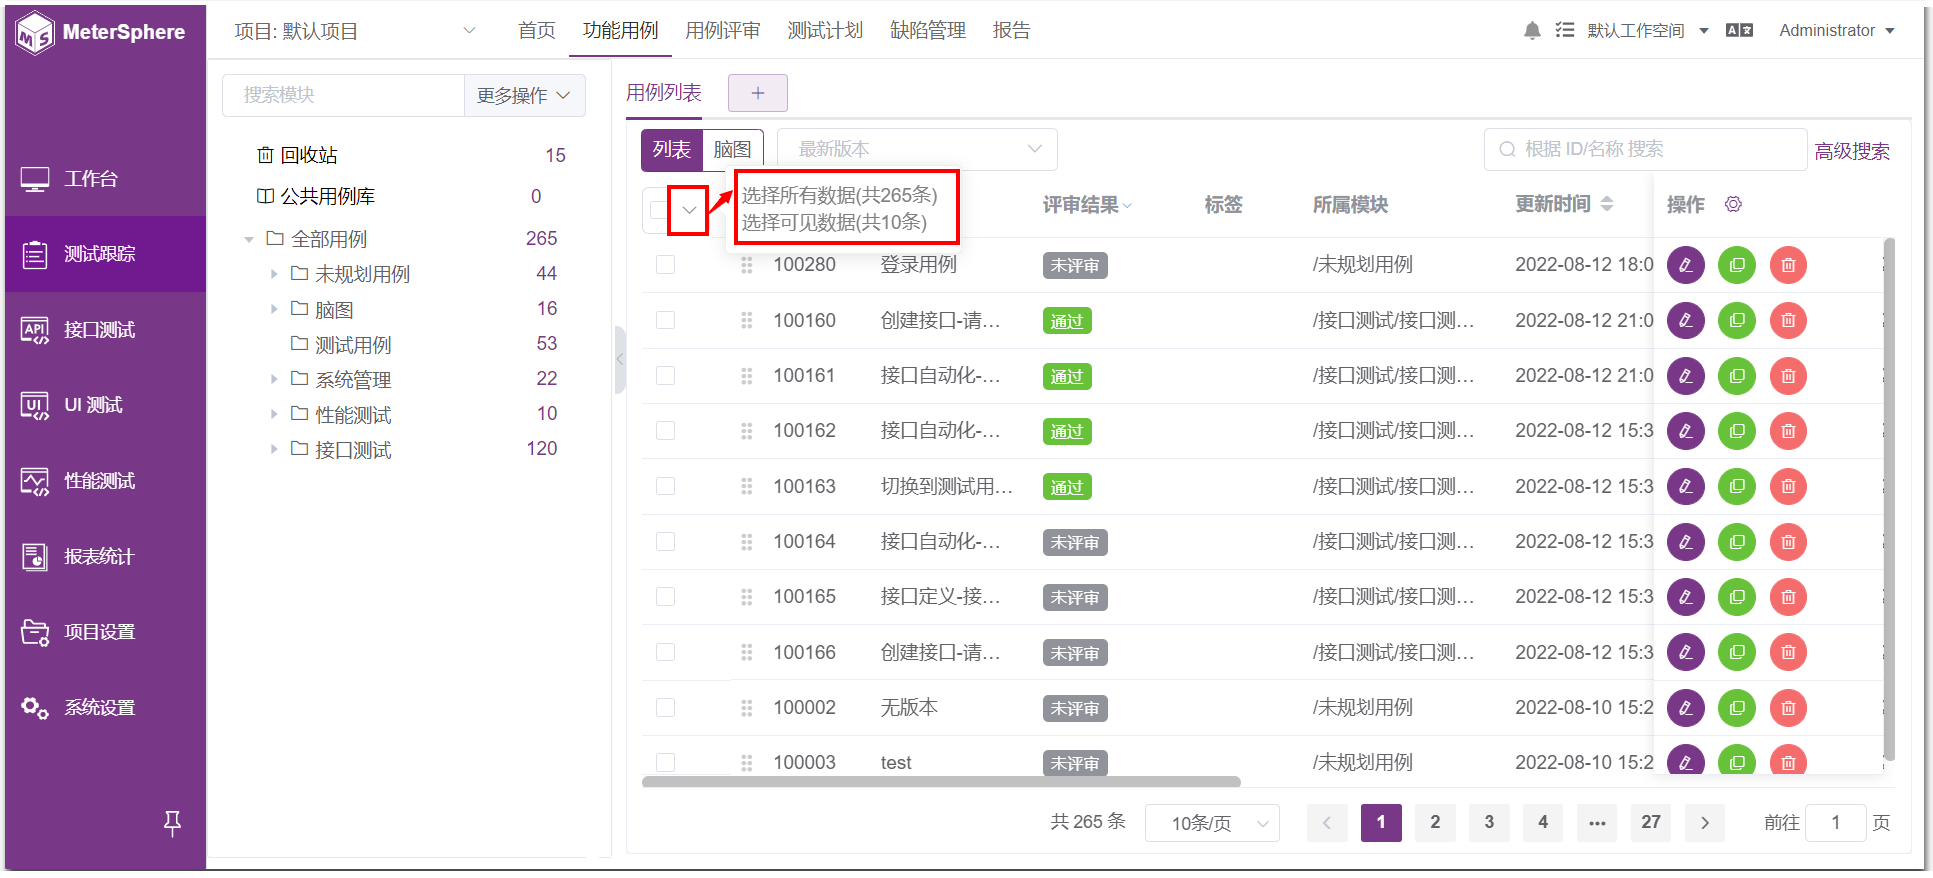 MeterSphere
项目: 默认项目
首页
功能用例
用例评审
测试计划
缺陷管理
报告
默认工作空间
Administrator
工作台
测试跟踪
接口测试
UI 测试
性能测试
报表统计
项目设置
系统设置
搜索模块
更多操作
回收站 15
公共用例库 0
全部用例 265
未规划用例 44
脑图 16
测试用例 53
系统管理 22
性能测试 10
接口测试 120
用例列表
+
列表 脑图 最新版本
根据 ID/名称 搜索
高级搜索
选择所有数据(共265条)
选择可见数据(共10条)
评审结果 标签 所属模块 更新时间 操作
100280 登录用例 未评审 /未规划用例 2022-08-12 18:0
100160 创建接口-请... 通过 /接口测试/接口测... 2022-08-12 21:0
100161 接口自动化-... 通过 /接口测试/接口测... 2022-08-12 21:0
100162 接口自动化-... 通过 /接口测试/接口测... 2022-08-12 15:3
100163 切换到测试用... 通过 /接口测试/接口测... 2022-08-12 15:3
100164 接口自动化-... 未评审 /接口测试/接口测... 2022-08-12 15:3
100165 接口定义-接... 未评审 /接口测试/接口测... 2022-08-12 15:3
100166 创建接口-请... 未评审 /接口测试/接口测... 2022-08-12 15:3
100002 无版本 未评审 /未规划用例 2022-08-10 15:2
100003 test 未评审 /未规划用例 2022-08-10 15:2
共 265 条 10条/页 1 2 3 4 ... 27 前往 1 页